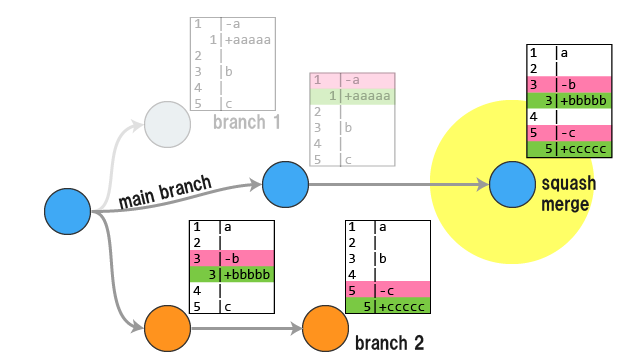 1 |-a
1|+aaaaa
2 |
3 |b
4 |
5 |c
branch 1
1 |-a
1 |+aaaaa
2 |
3 |b
4 |
5 |c
main branch
1 |a
2 |
3 |-b
3|+bbbbb
4 |
5 |-c
5|+ccccc
squash
merge
1 |a
2 |
3 |-b
3|+bbbbb
4 |
5 |c
1 |a
2 |
3 |b
4 |
5 |-c
5|+ccccc
branch 2